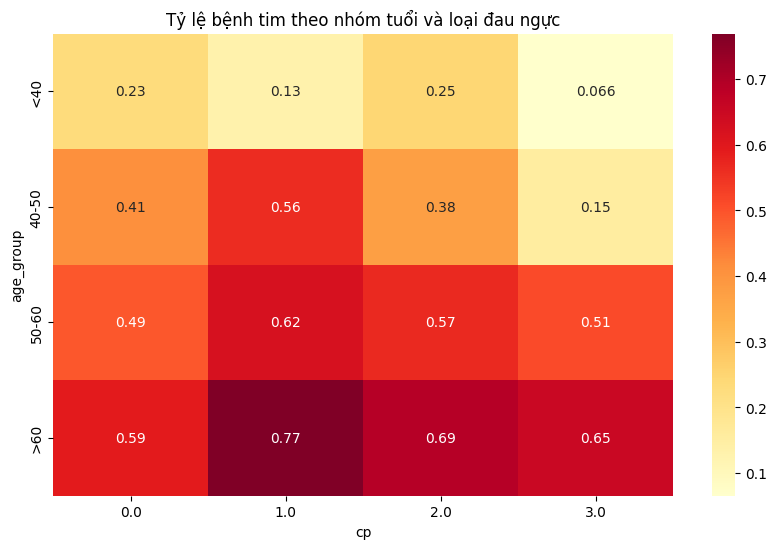 Tỷ lệ bệnh tim theo nhóm tuổi và loại đau ngực
age_group
<40 0.23 0.13 0.25 0.066
40-50 0.41 0.56 0.38 0.15
50-60 0.49 0.62 0.57 0.51
>60 0.59 0.77 0.69 0.65
0.0 1.0 2.0 3.0
cp
0.7
0.6
0.5
0.4
0.3
0.2
0.1